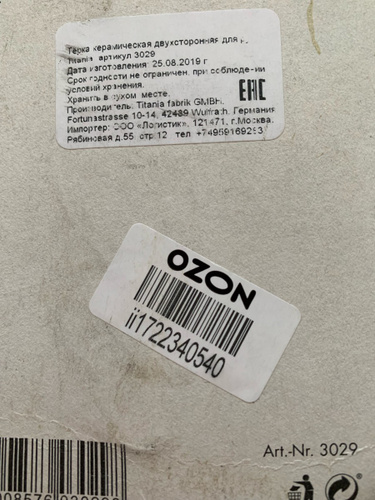 Терка керамическая двухсторонняя для
Titania артикул 3029
Дата изготовления: 25.08.2019 г
Срок годности не ограничен, при соблюдении
условий хранения.
Хранить в сухом месте.
Производитель: Titania fabrik GMBH.
Fortunastrasse 10-14, 42489 Wulfrath, Германия
Импортер: ООО «Логистик», 121471, г.Москва,
Рябиновая д.55 стр 12 тел +74959169283
EAC
OZON
ii1722340540
Art.-Nr. 3029